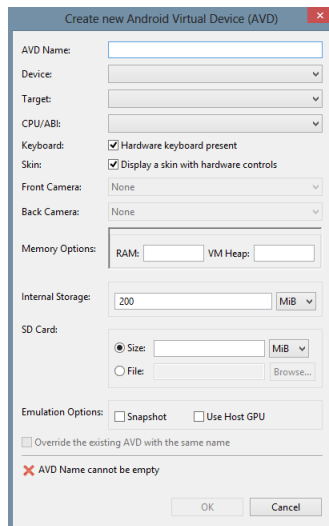 Create new Android Virtual Device (AVD)
AVD Name:
Device:
Target:
CPU/ABI:
Keyboard: Hardware keyboard present
Skin: Display a skin with hardware controls
Front Camera: None
Back Camera: None
Memory Options: RAM: VM Heap:
Internal Storage: 200 MiB
SD Card:
Size: MiB
File: Browse...
Emulation Options: Snapshot Use Host GPU
Override the existing AVD with the same name
AVD Name cannot be empty
OK Cancel